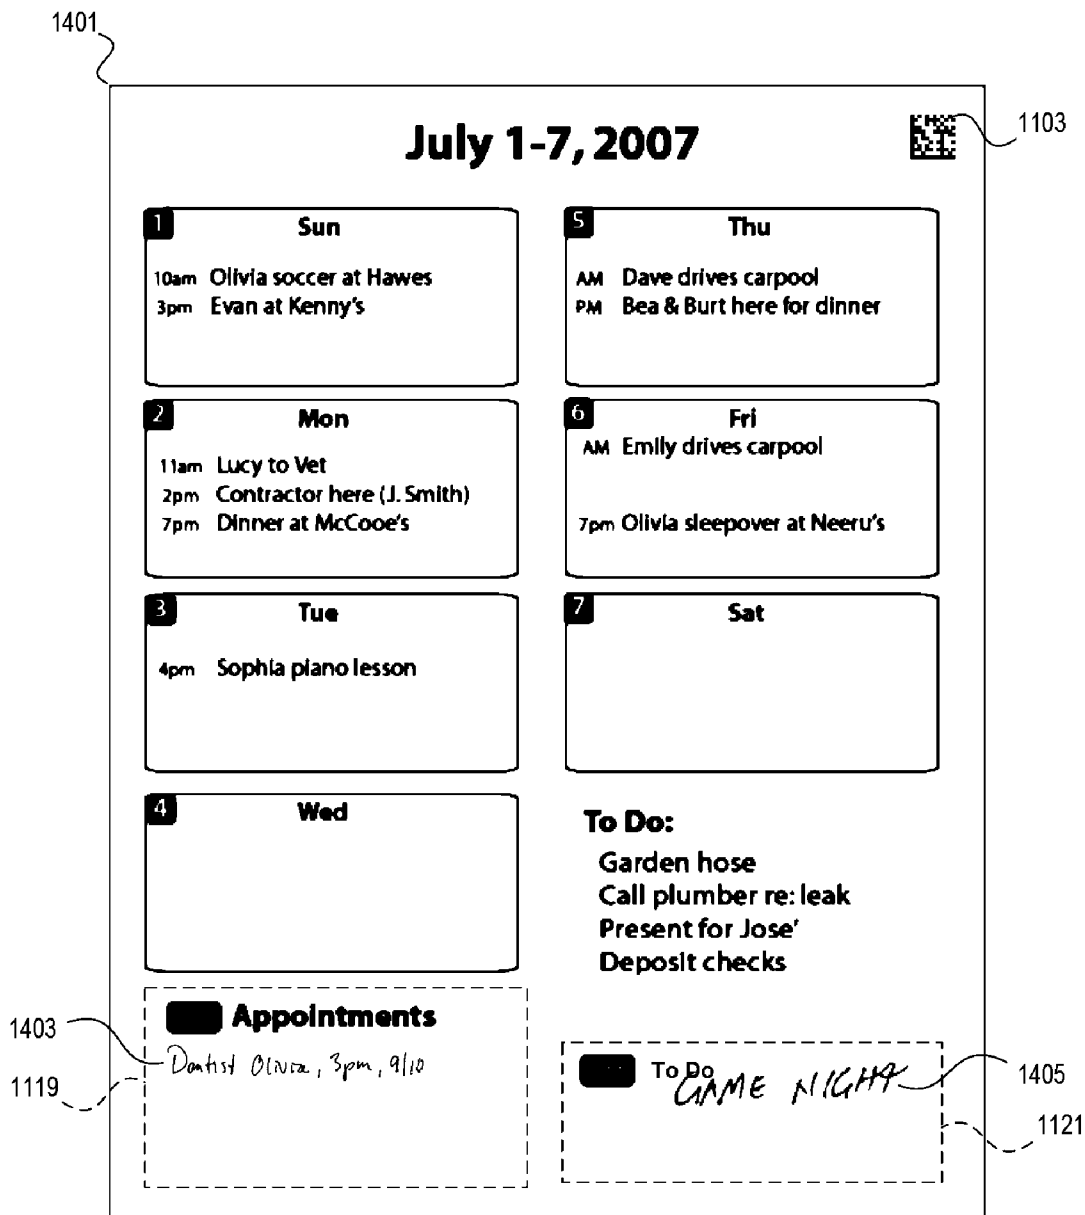 1401
July 1-7, 2007
1103
1
Sun
10am Olivia soccer at Hawes
3pm Evan at Kenny's
2
Mon
11am Lucy to Vet
2pm Contractor here (J. Smith)
7pm Dinner at McCooe's
3
Tue
4pm Sophia piano lesson
4
Wed
5
Thu
AM Dave drives carpool
PM Bea & Burt here for dinner
6
Fri
AM Emily drives carpool
7pm Olivia sleepover at Neeru's
7
Sat
To Do:
Garden hose
Call plumber re: leak
Present for Jose'
Deposit checks
Appointments
1403
Dentist Olivia, 3pm, 9/10
1119
To Do
GAME NIGHT
1405
1121